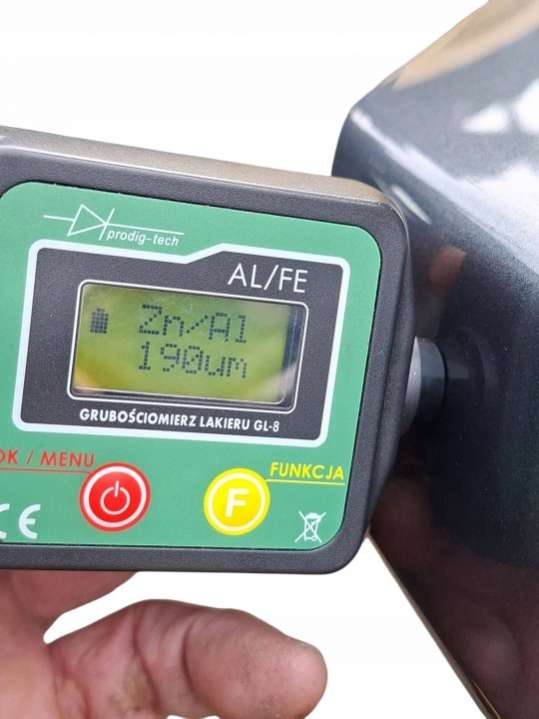 prodig-tech
AL/FE
Zn/Al
190um
GRUBOŚCIOMIERZ LAKIERU GL-8
OK / MENU
FUNKCJA
F
CE